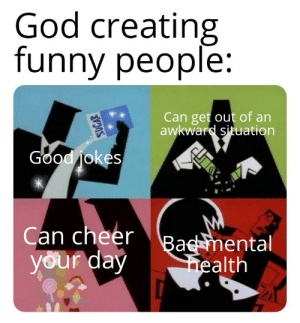 God creating
funny people:
SUGAR
Can get out of an
awkward situation
Good jokes
Can cheer
your day
Bad mental
health